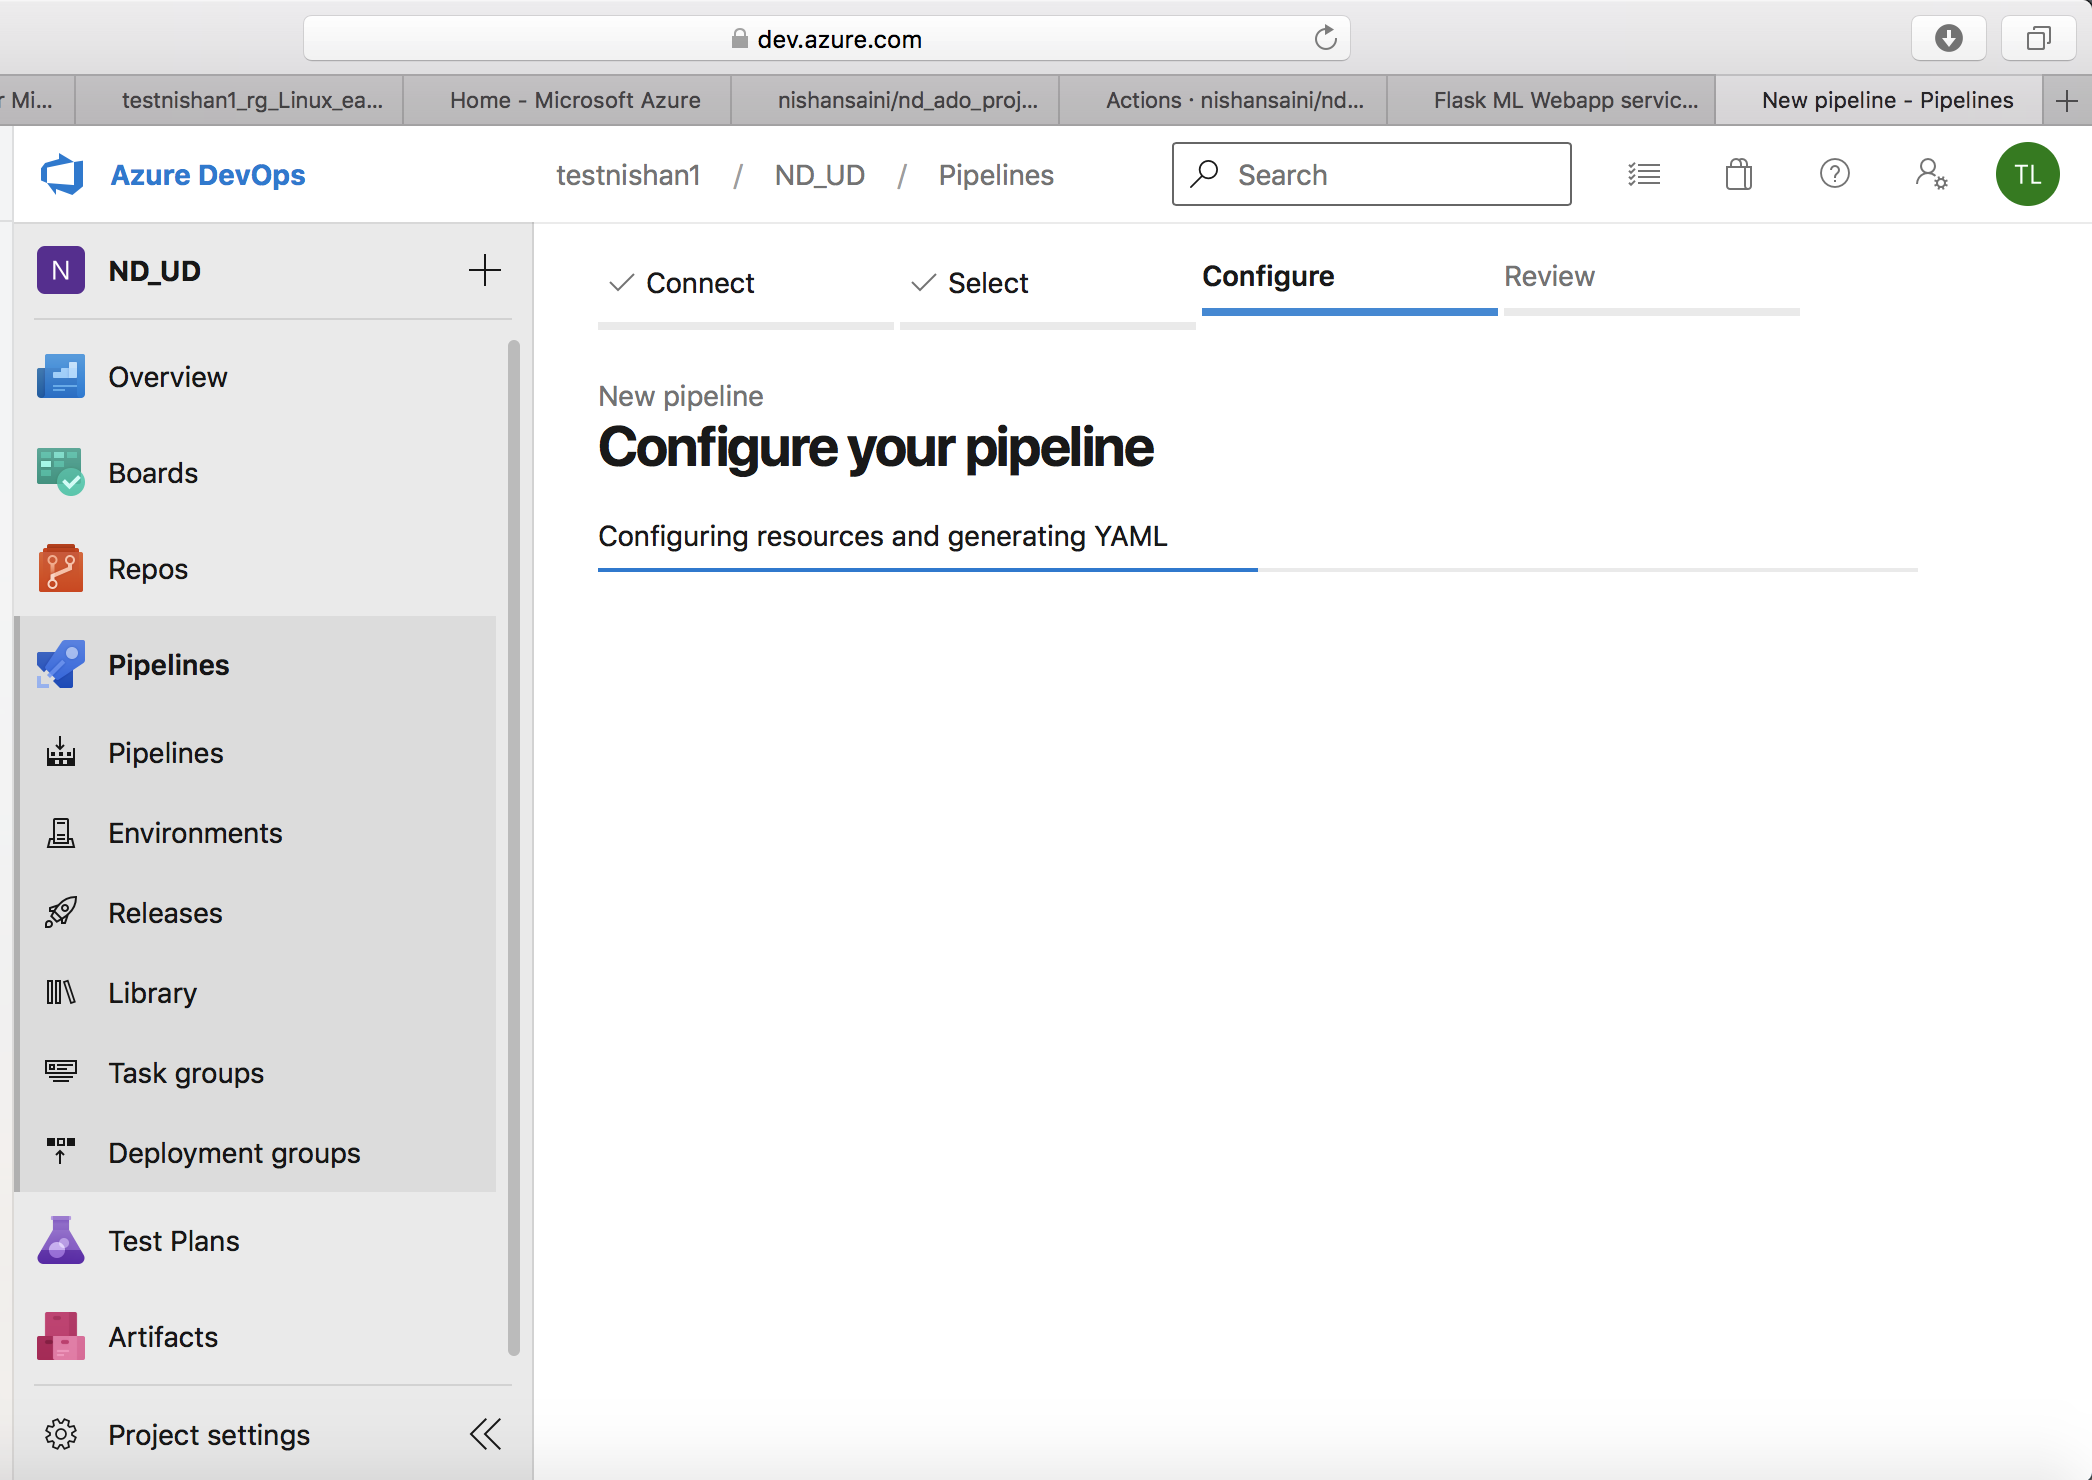 dev.azure.com
r Mi...
testnishan1_rg_Linux_ea...
Home - Microsoft Azure
nishansaini/nd_ado_proj...
Actions · nishansaini/nd...
Flask ML Webapp servic...
New pipeline - Pipelines
Azure DevOps
testnishan1 / ND_UD / Pipelines
Search
TL
N ND_UD
Overview
Boards
Repos
Pipelines
Pipelines
Environments
Releases
Library
Task groups
Deployment groups
Test Plans
Artifacts
Project settings
Connect
Select
Configure
Review
New pipeline
Configure your pipeline
Configuring resources and generating YAML